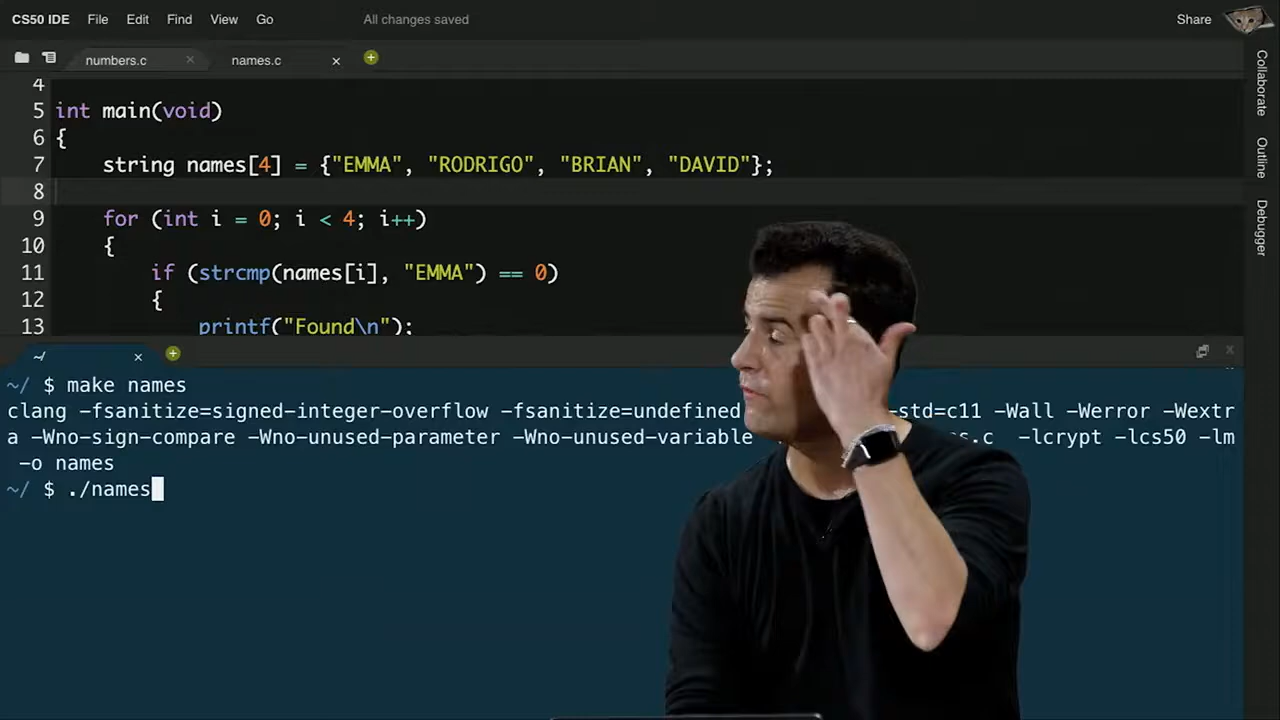 CS50 IDE File Edit Find View Go All changes saved Share
numbers.c names.c
4
5 int main(void)
6 {
7 string names[4] = {"EMMA", "RODRIGO", "BRIAN", "DAVID"};
8
9 for (int i = 0; i < 4; i++)
10 {
11 if (strcmp(names[i], "EMMA") == 0)
12 {
13 printf("Found\n");
~/
~/ $ make names
clang -fsanitize=signed-integer-overflow -fsanitize=undefined -std=c11 -Wall -Werror -Wextr
a -Wno-sign-compare -Wno-unused-parameter -Wno-unused-variable s.c -lcrypt -lcs50 -lm
-o names
~/ $ ./names
Collaborate
Outline
Debugger